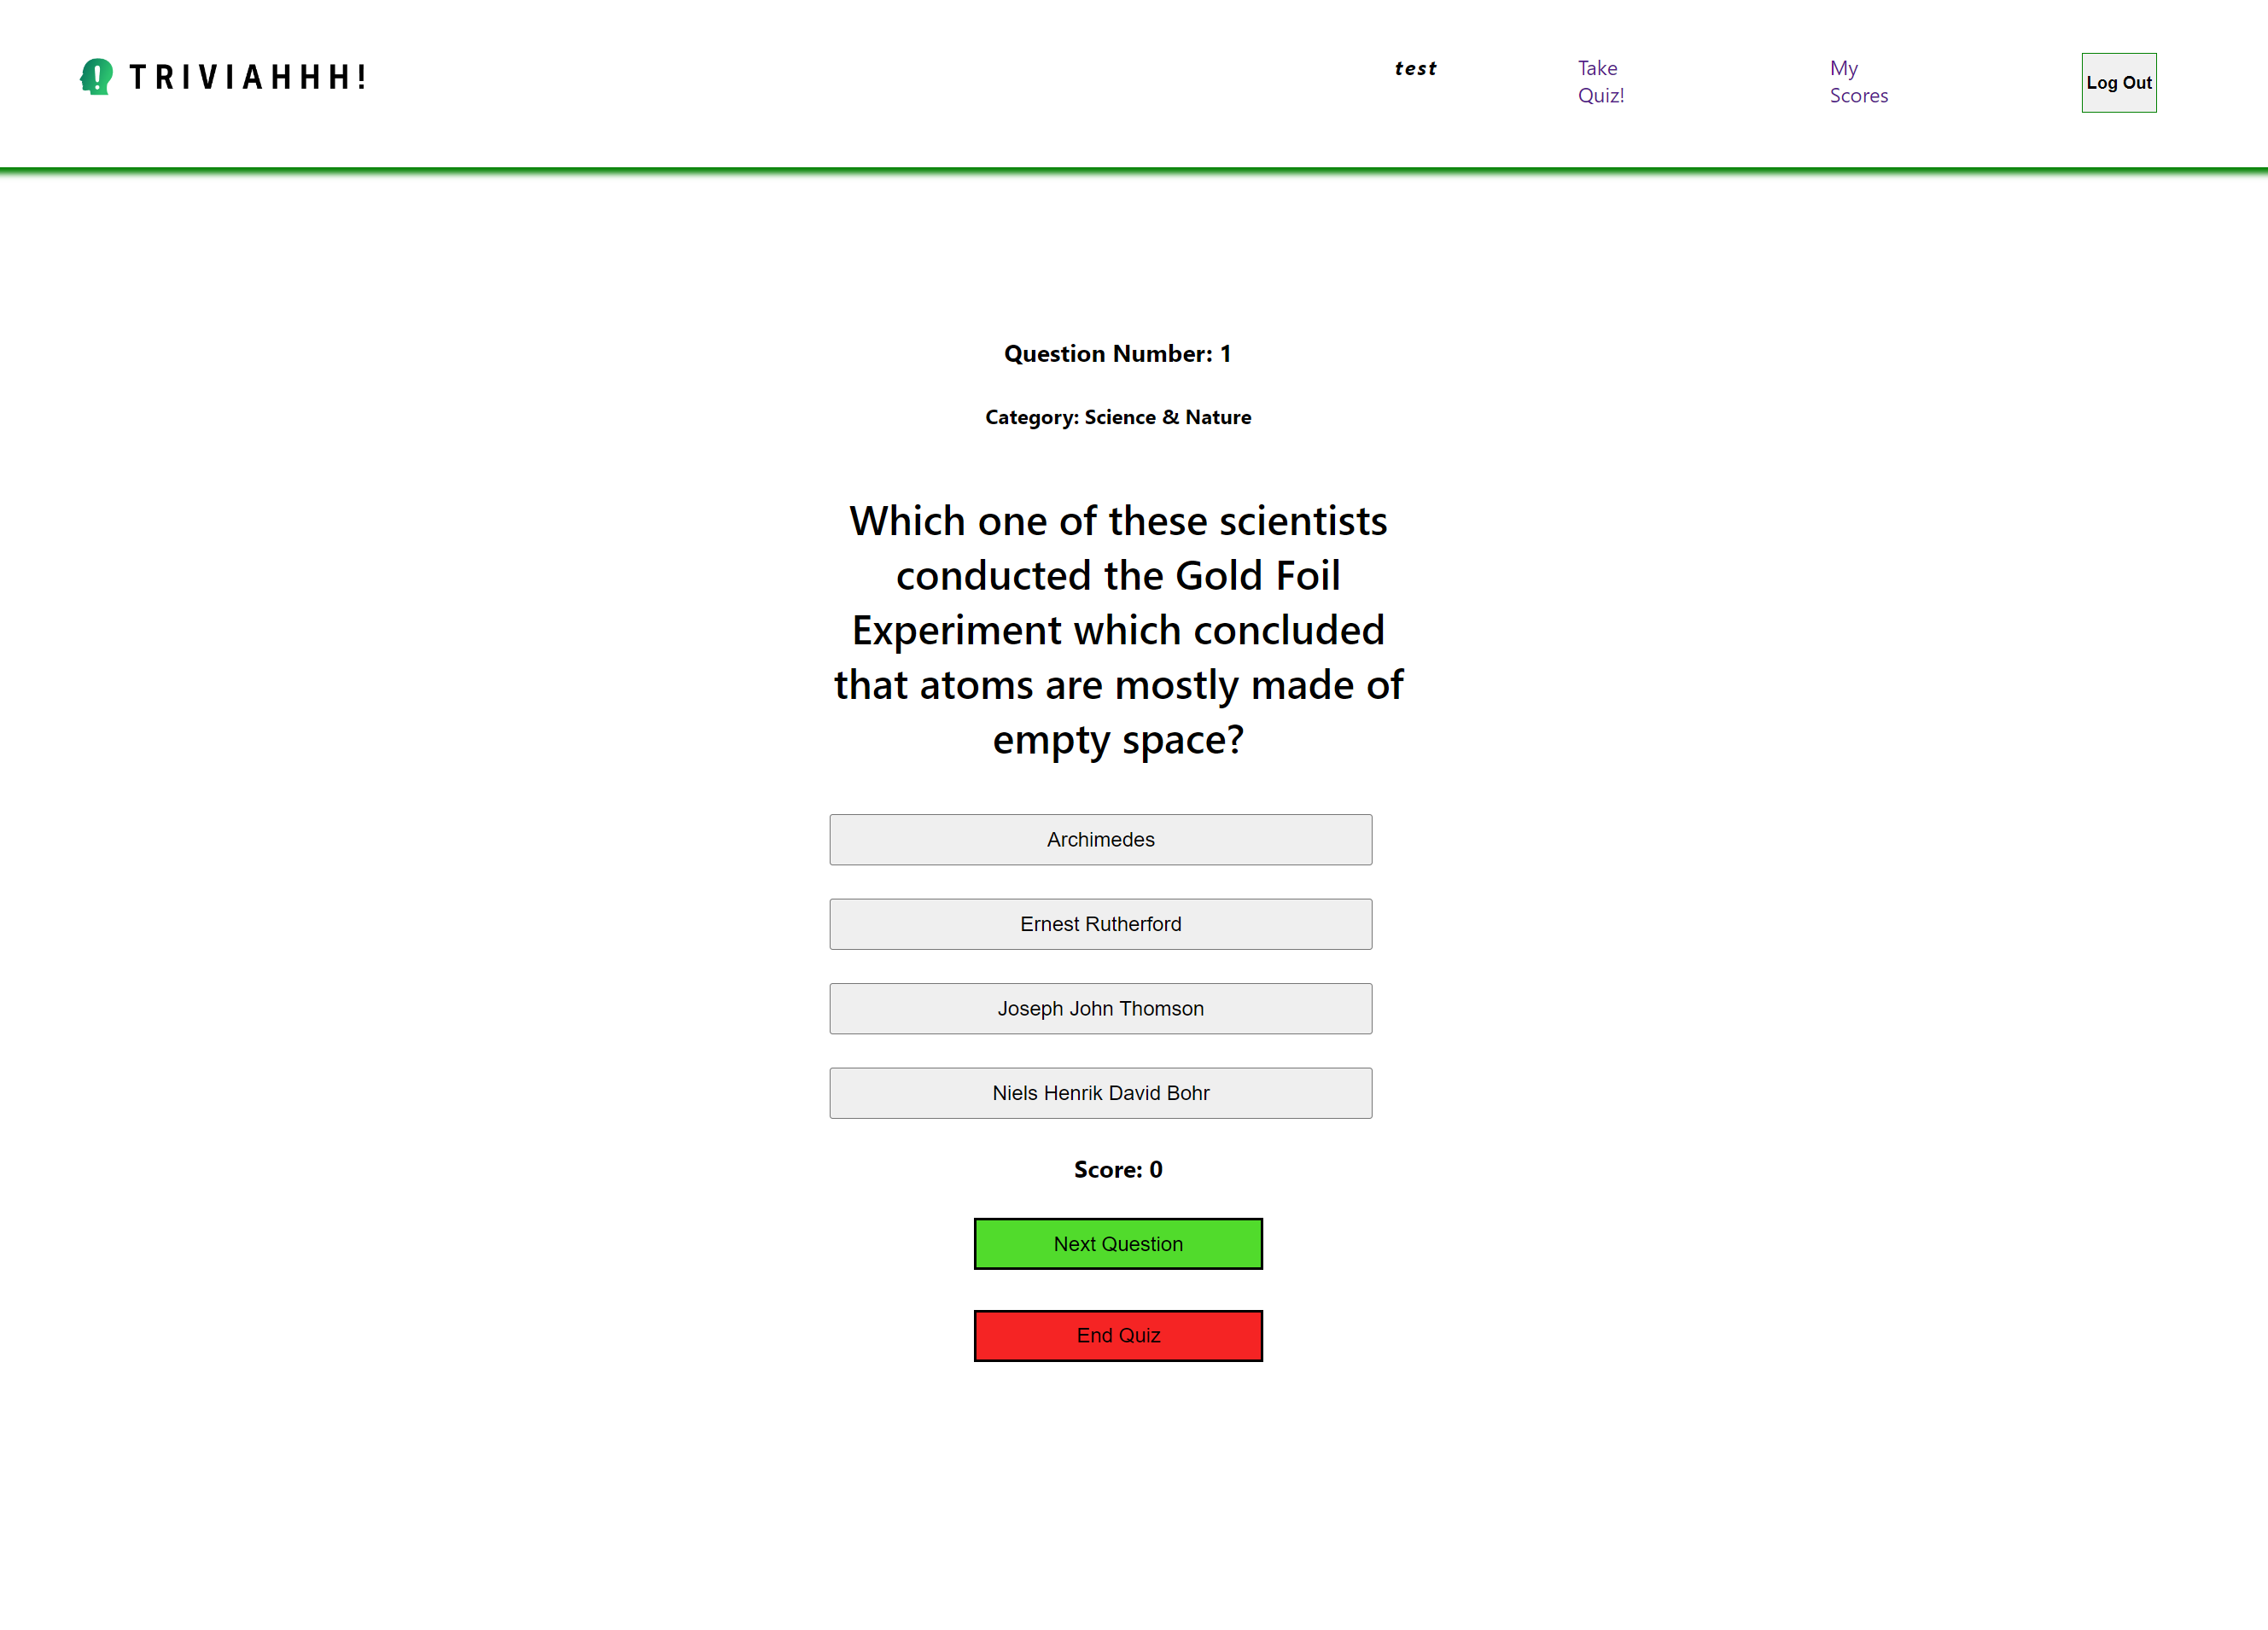 TRIVIAHHH!
test
Take
Quiz!
My
Scores
Log Out
Question Number: 1
Category: Science & Nature
Which one of these scientists
conducted the Gold Foil
Experiment which concluded
that atoms are mostly made of
empty space?
Archimedes
Ernest Rutherford
Joseph John Thomson
Niels Henrik David Bohr
Score: 0
Next Question
End Quiz